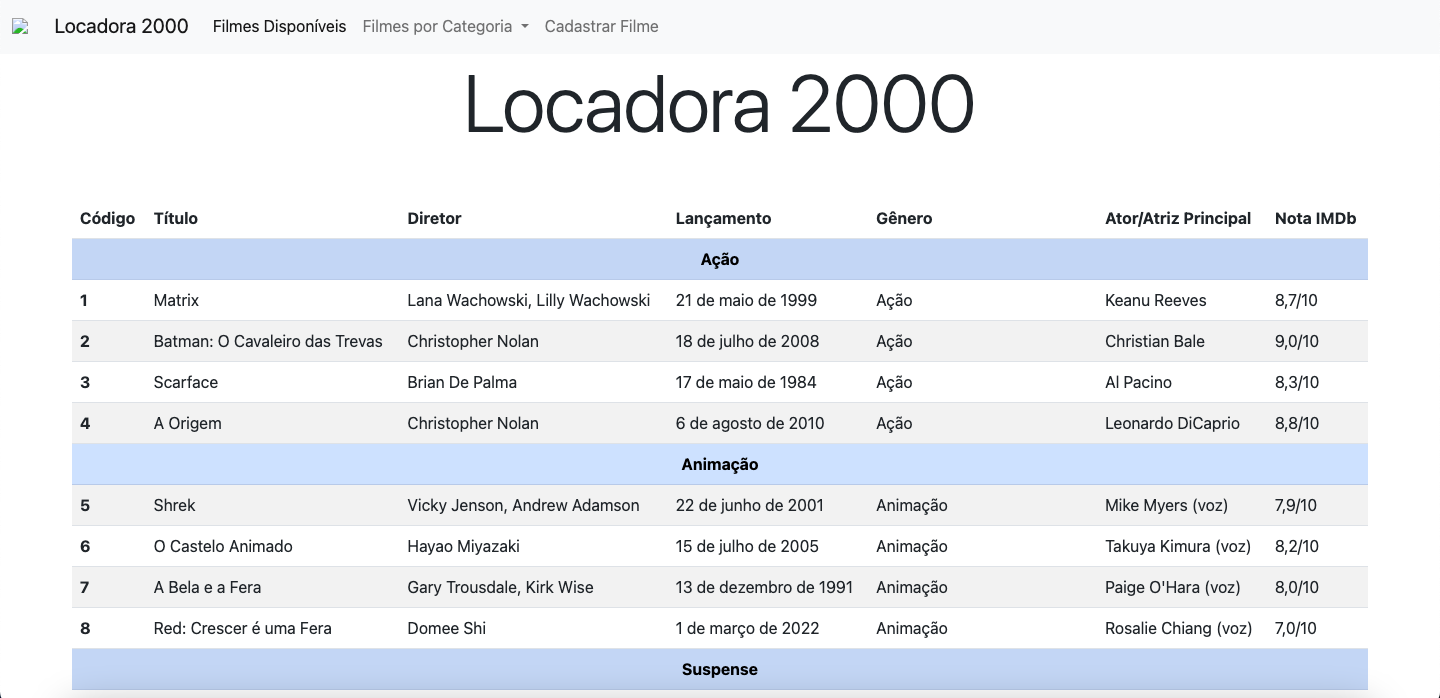 Locadora 2000 Filmes Disponíveis Filmes por Categoria Cadastrar Filme
Locadora 2000
Código Título Diretor Lançamento Gênero Ator/Atriz Principal Nota IMDb
Ação
1 Matrix Lana Wachowski, Lilly Wachowski 21 de maio de 1999 Ação Keanu Reeves 8,7/10
2 Batman: O Cavaleiro das Trevas Christopher Nolan 18 de julho de 2008 Ação Christian Bale 9,0/10
3 Scarface Brian De Palma 17 de maio de 1984 Ação Al Pacino 8,3/10
4 A Origem Christopher Nolan 6 de agosto de 2010 Ação Leonardo DiCaprio 8,8/10
Animação
5 Shrek Vicky Jenson, Andrew Adamson 22 de junho de 2001 Animação Mike Myers (voz) 7,9/10
6 O Castelo Animado Hayao Miyazaki 15 de julho de 2005 Animação Takuya Kimura (voz) 8,2/10
7 A Bela e a Fera Gary Trousdale, Kirk Wise 13 de dezembro de 1991 Animação Paige O'Hara (voz) 8,0/10
8 Red: Crescer é uma Fera Domee Shi 1 de março de 2022 Animação Rosalie Chiang (voz) 7,0/10
Suspense